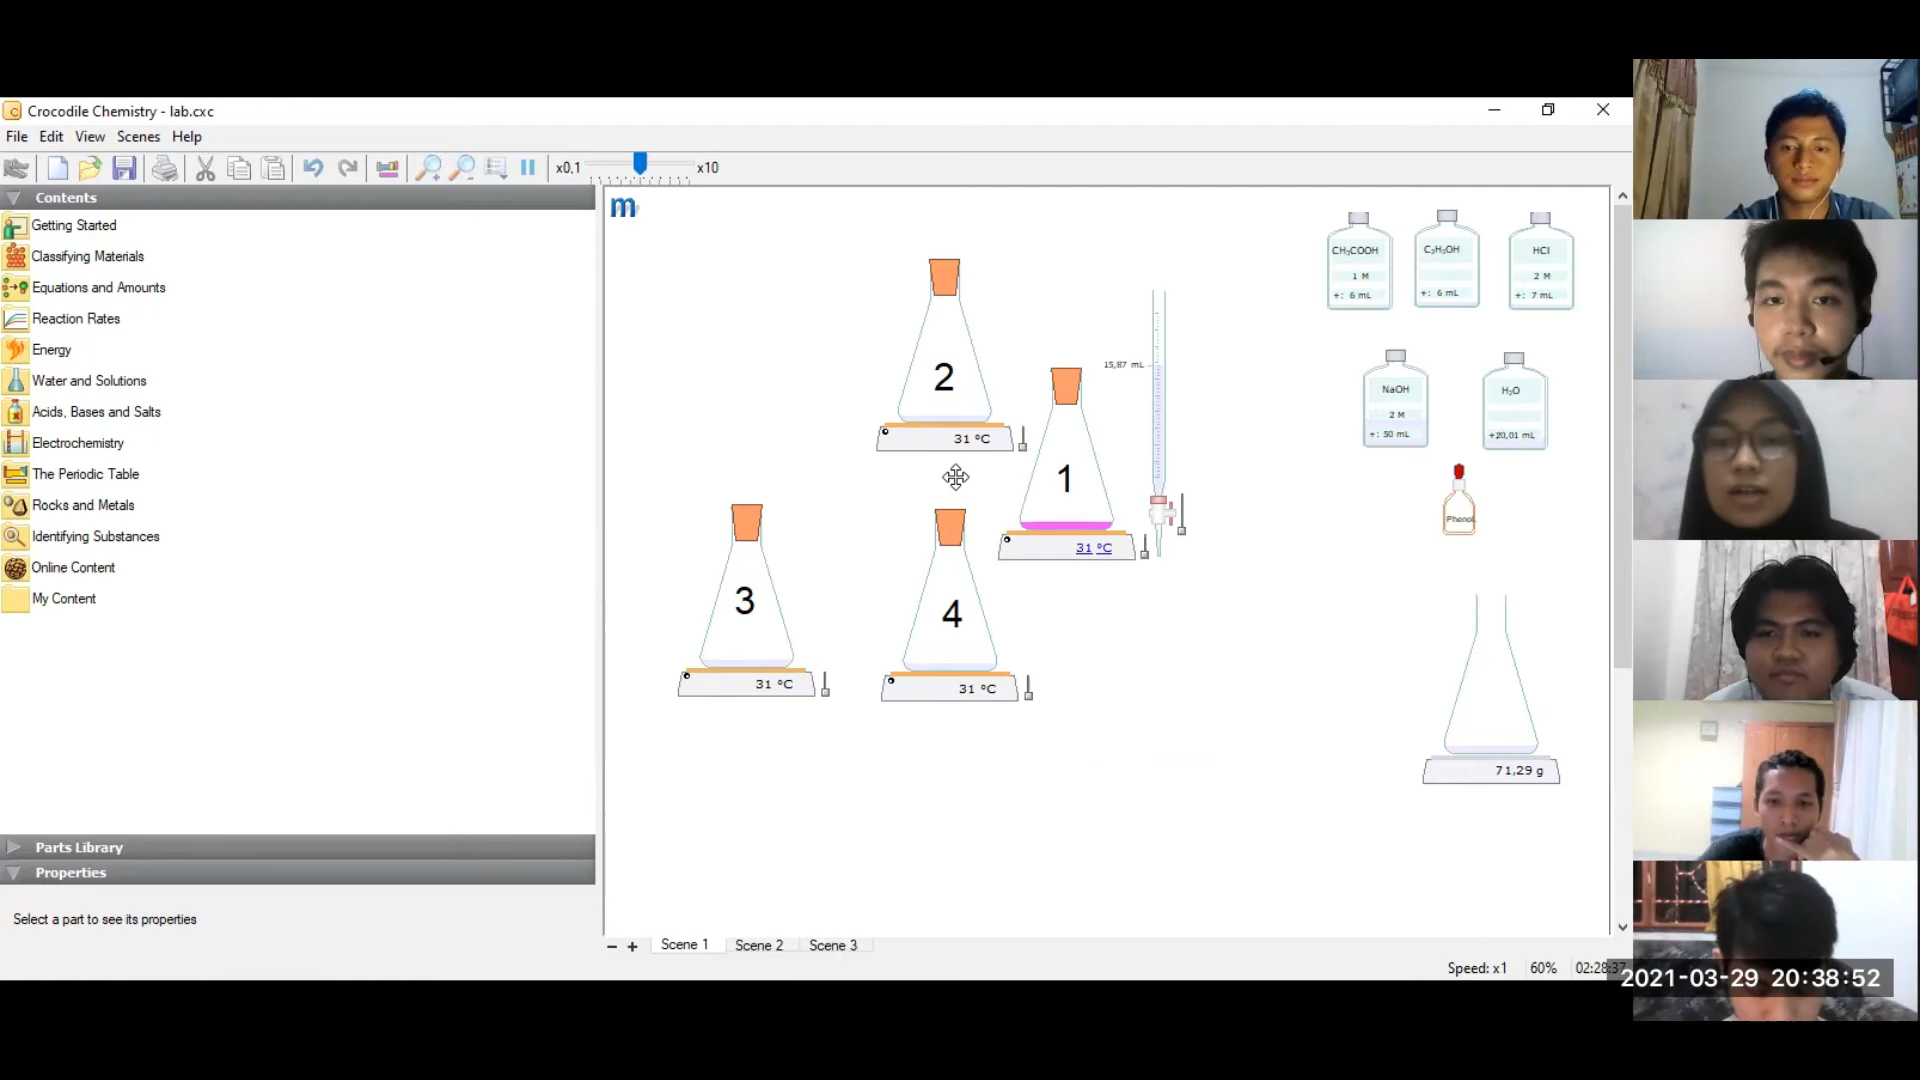 Crocodile Chemistry - lab.cxc
File Edit View Scenes Help
x0,1 x10
Contents
Getting Started
Classifying Materials
Equations and Amounts
Reaction Rates
Energy
Water and Solutions
Acids, Bases and Salts
Electrochemistry
The Periodic Table
Rocks and Metals
Identifying Substances
Online Content
My Content
Parts Library
Properties
Select a part to see its properties
m
2
31 °C
1
31 °C
3
31 °C
4
31 °C
15,87 mL
CH₃COOH
1 M
+: 6 mL
C₂H₅OH
+: 6 mL
HCl
2 M
+: 7 mL
NaOH
2 M
+: 50 mL
H₂O
+20,01 mL
Phenol
71,29 g
Scene 1 Scene 2 Scene 3
Speed: x1 60% 02:28:37
2021-03-29 20:38:52